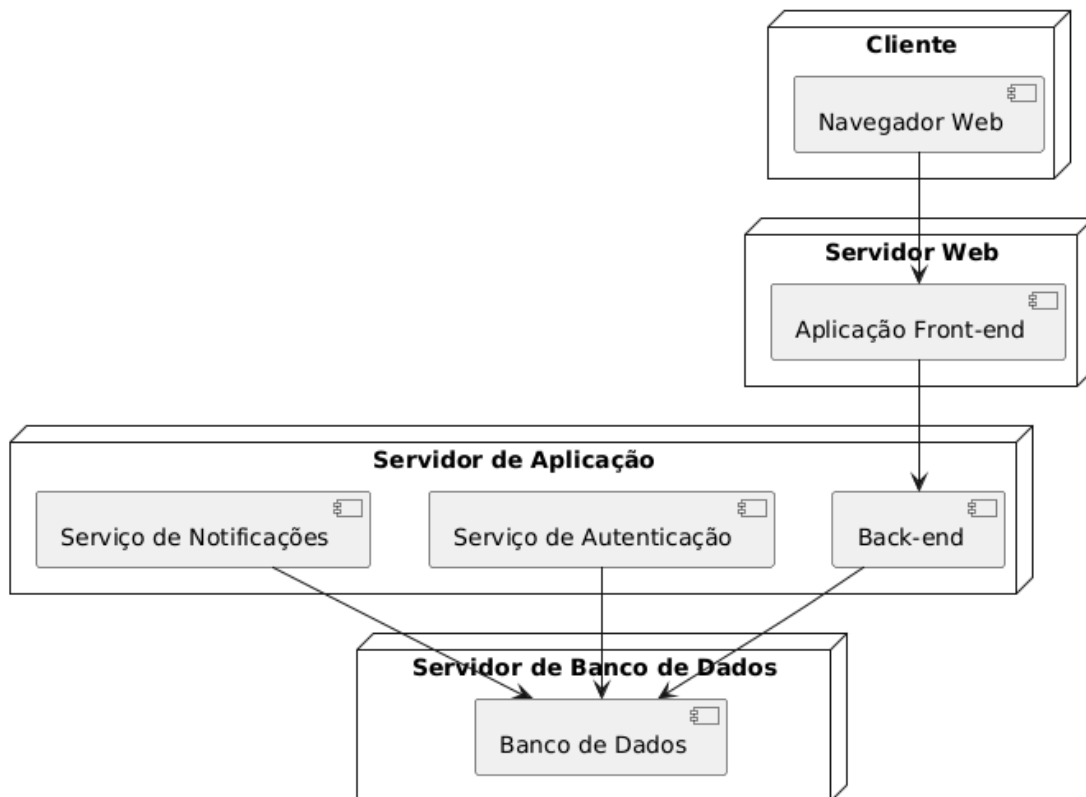 Cliente
Navegador Web
Servidor Web
Aplicação Front-end
Servidor de Aplicação
Serviço de Notificações
Serviço de Autenticação
Back-end
Servidor de Banco de Dados
Banco de Dados